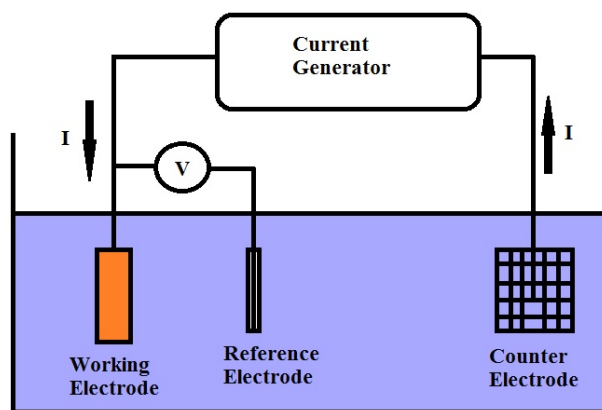 Current
Generator
I
V
I
Working
Electrode
Reference
Electrode
Counter
Electrode